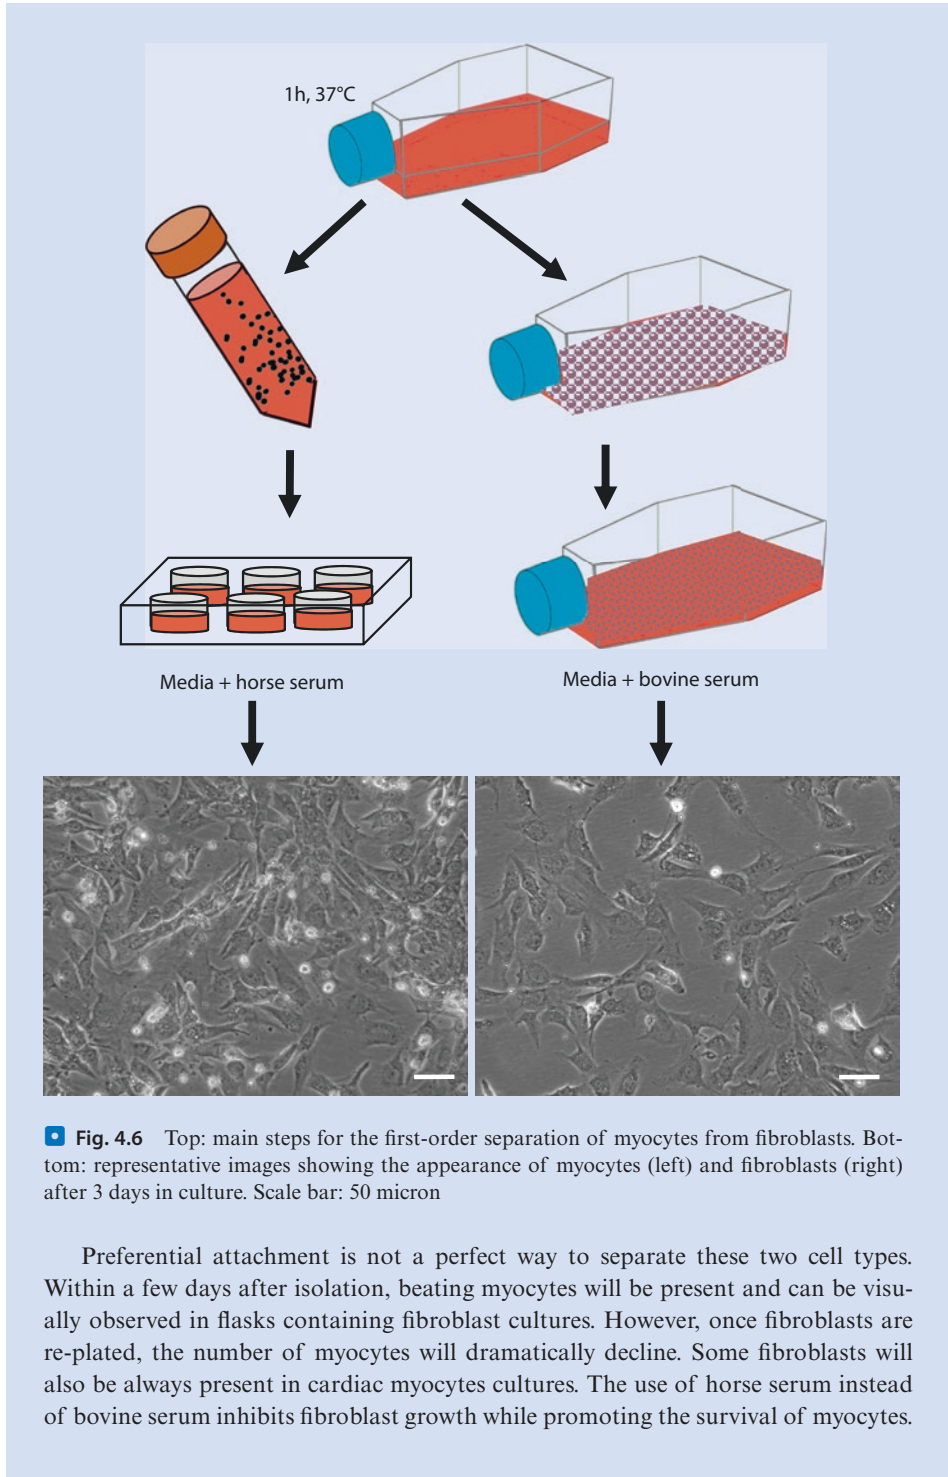 1h, 37°C
Media + horse serum
Media + bovine serum
Fig. 4.6 Top: main steps for the first-order separation of myocytes from fibroblasts. Bot-
tom: representative images showing the appearance of myocytes (left) and fibroblasts (right)
after 3 days in culture. Scale bar: 50 micron
Preferential attachment is not a perfect way to separate these two cell types.
Within a few days after isolation, beating myocytes will be present and can be visu-
ally observed in flasks containing fibroblast cultures. However, once fibroblasts are
re-plated, the number of myocytes will dramatically decline. Some fibroblasts will
also be always present in cardiac myocytes cultures. The use of horse serum instead
of bovine serum inhibits fibroblast growth while promoting the survival of myocytes.